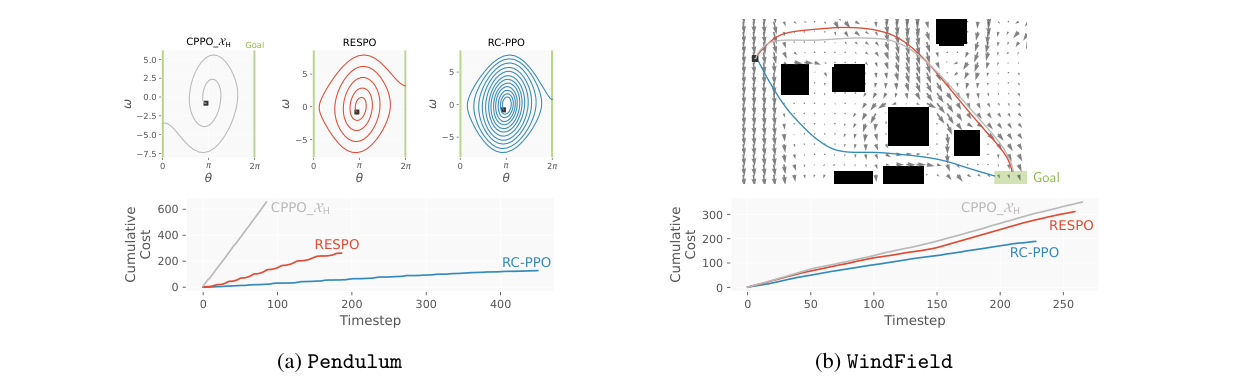 CPPO_𝒳H Goal
RESPO
RC-PPO
5.0
2.5
0.0
−2.5
−5.0
−7.5
ω
0 π 2π
θ
5
0
−5
ω
0 π 2π
θ
5
0
−5
ω
0 π 2π
θ
Cumulative
Cost
600
400
200
0
CPPO_𝒳H
RESPO
RC-PPO
0 100 200 300 400
Timestep
(a) Pendulum
Goal
Cumulative
Cost
300
200
100
0
CPPO_𝒳H
RESPO
RC-PPO
0 50 100 150 200 250
Timestep
(b) WindField